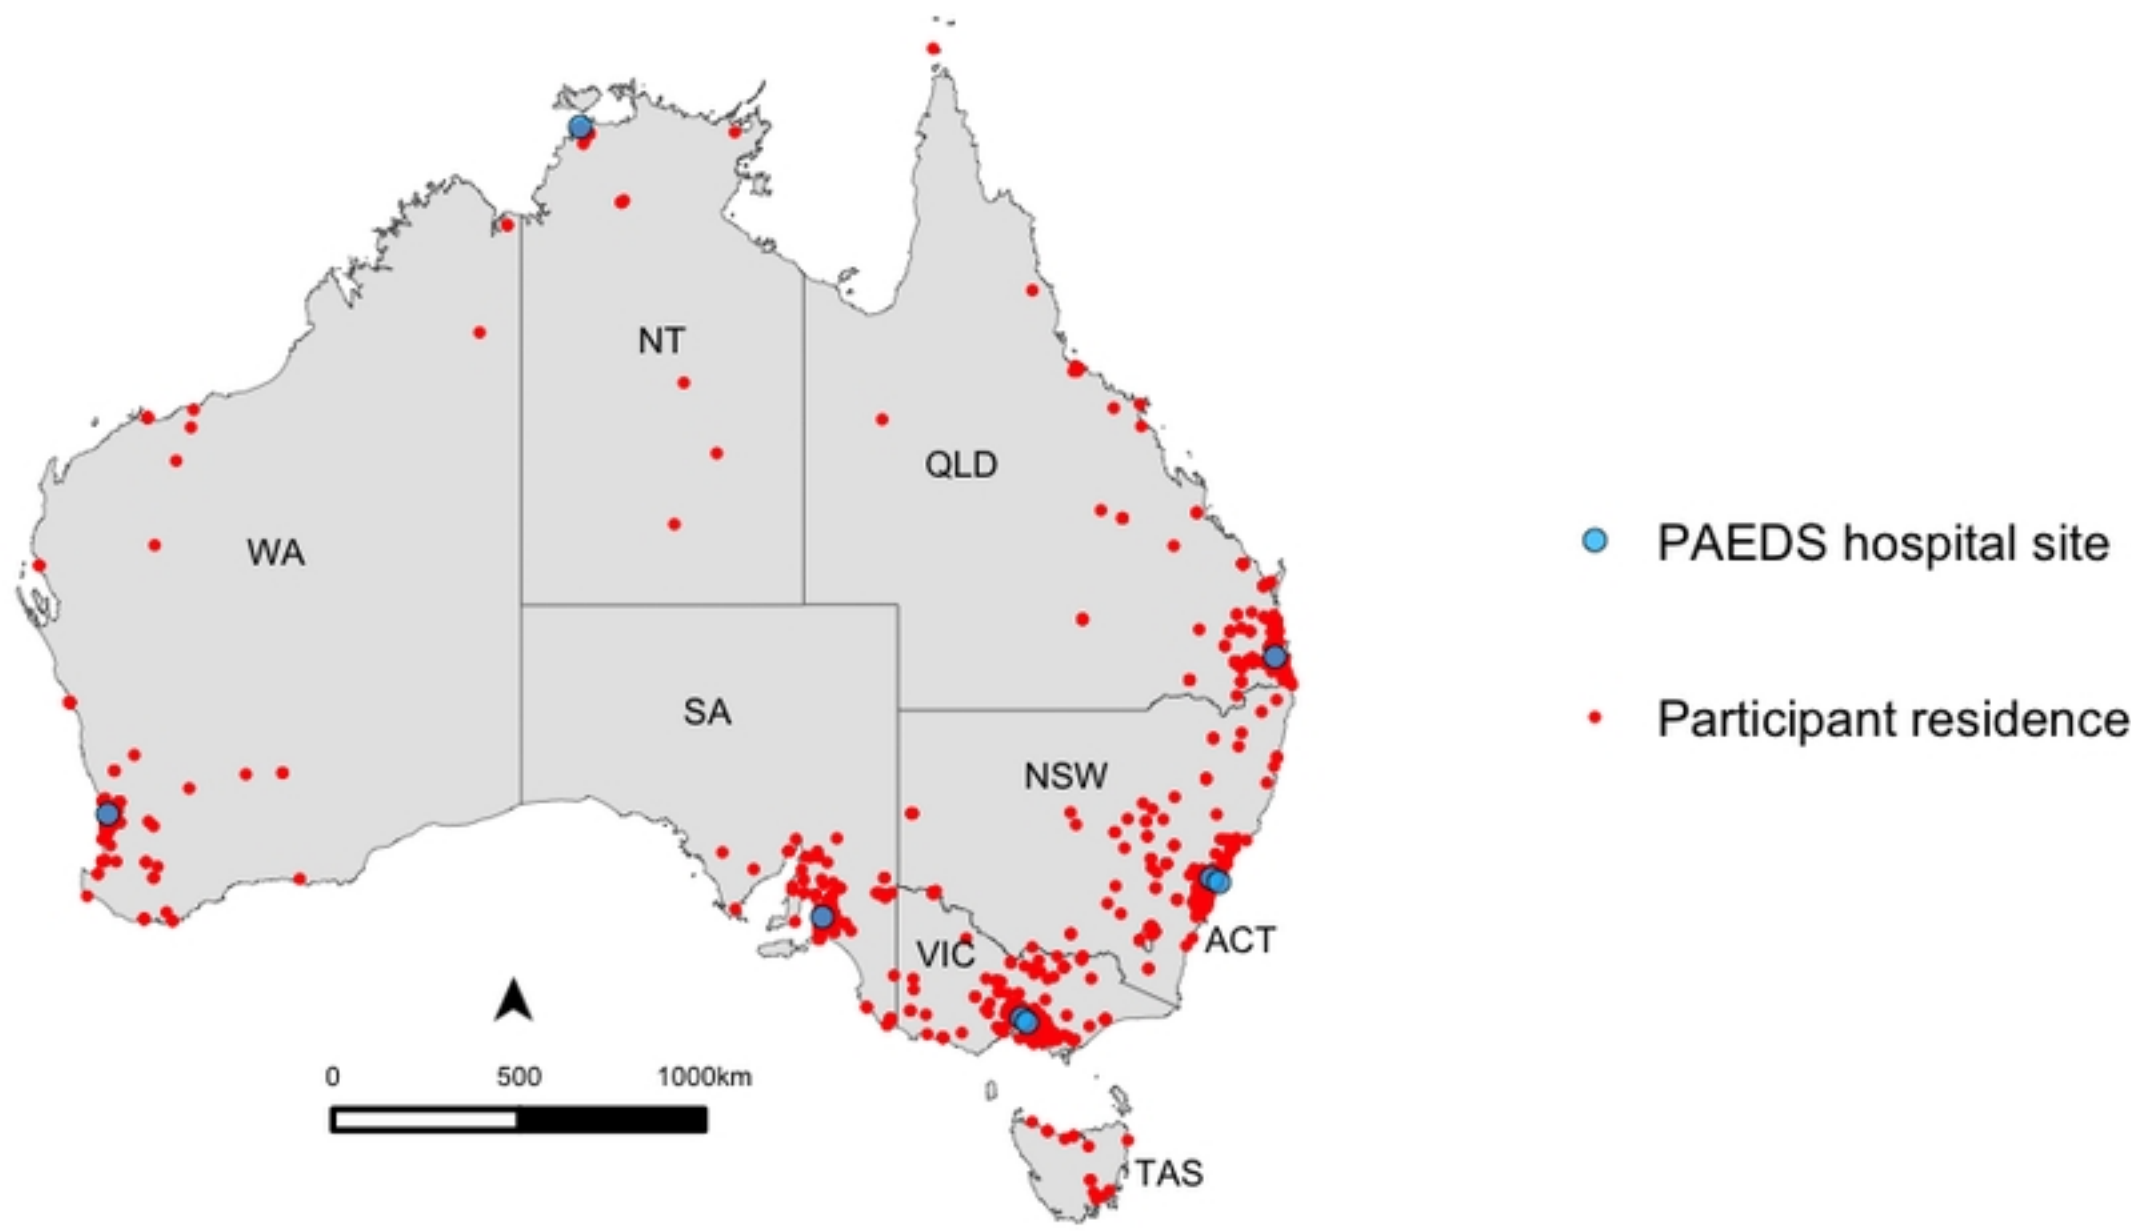 NT
QLD
WA
PAEDS hospital site
SA
Participant residence
NSW
ACT
VIC
0 500 1000km
TAS